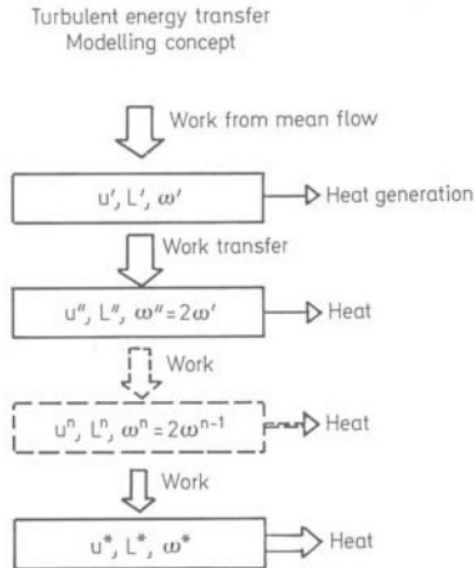 Turbulent energy transfer
Modelling concept
Work from mean flow
u′, L′, ω′
Heat generation
Work transfer
u″, L″, ω″=2ω′
Heat
Work
uⁿ, Lⁿ, ωⁿ=2ωⁿ⁻¹
Heat
Work
u*, L*, ω*
Heat